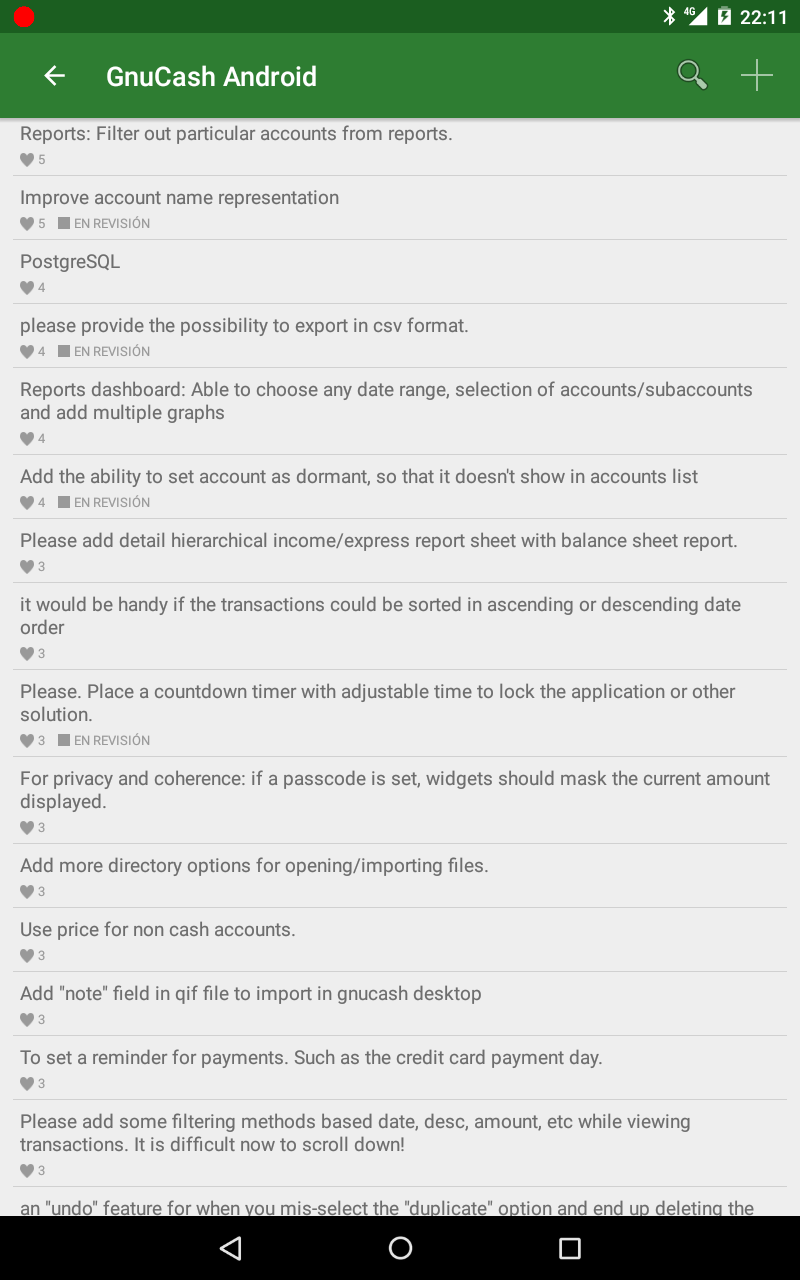 4G 22:11
GnuCash Android
Reports: Filter out particular accounts from reports.
5
Improve account name representation
5 EN REVISIÓN
PostgreSQL
4
please provide the possibility to export in csv format.
4 EN REVISIÓN
Reports dashboard: Able to choose any date range, selection of accounts/subaccounts
and add multiple graphs
4
Add the ability to set account as dormant, so that it doesn't show in accounts list
4 EN REVISIÓN
Please add detail hierarchical income/express report sheet with balance sheet report.
3
it would be handy if the transactions could be sorted in ascending or descending date
order
3
Please. Place a countdown timer with adjustable time to lock the application or other
solution.
3 EN REVISIÓN
For privacy and coherence: if a passcode is set, widgets should mask the current amount
displayed.
3
Add more directory options for opening/importing files.
3
Use price for non cash accounts.
3
Add "note" field in qif file to import in gnucash desktop
3
To set a reminder for payments. Such as the credit card payment day.
3
Please add some filtering methods based date, desc, amount, etc while viewing
transactions. It is difficult now to scroll down!
3
an "undo" feature for when you mis-select the "duplicate" option and end up deleting the